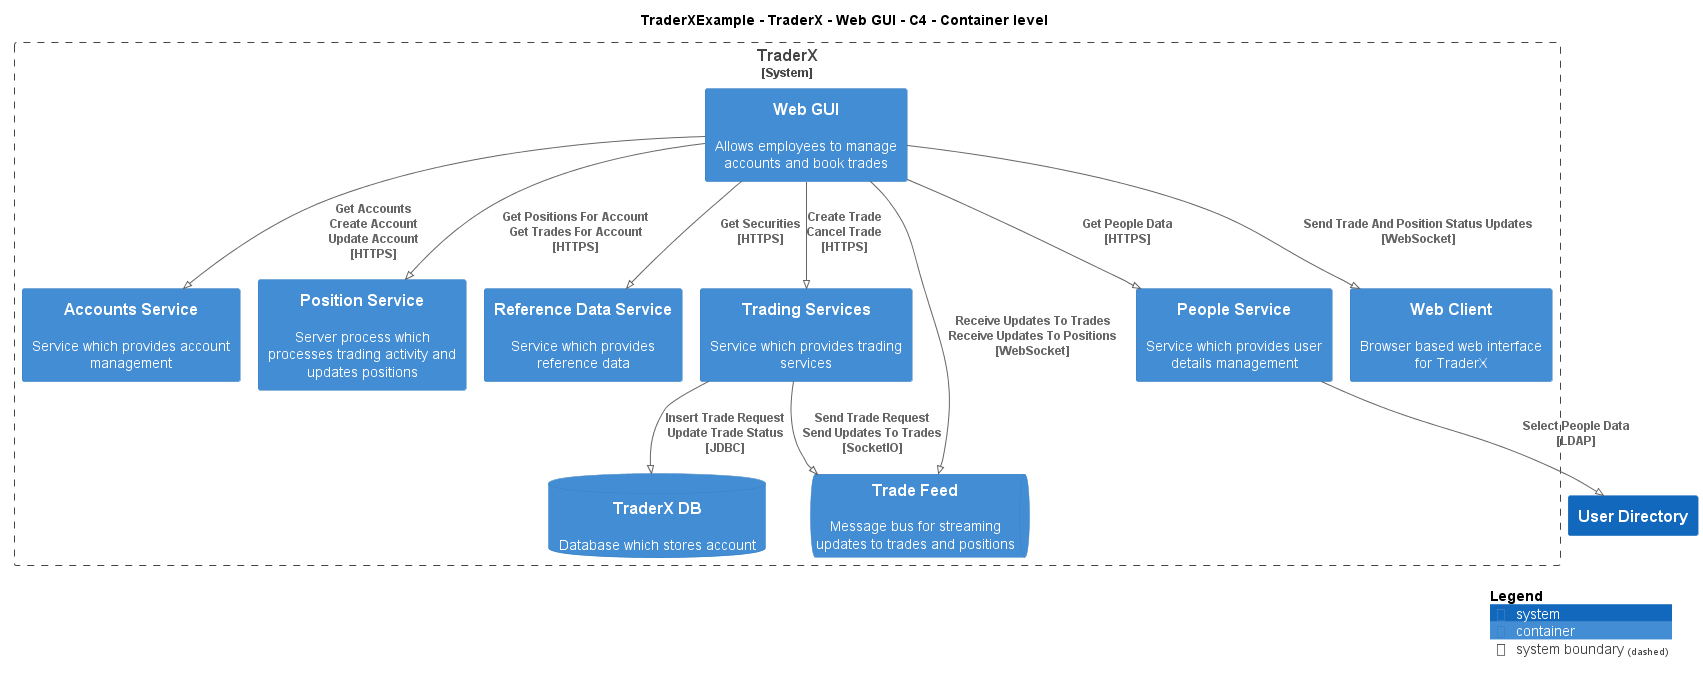 TraderXExample - TraderX - Web GUI - C4 - Container level
TraderX
[System]
Web GUI
Allows employees to manage
accounts and book trades
Get Accounts
Create Account
Update Account
[HTTPS]
Get Positions For Account
Get Trades For Account
[HTTPS]
Get Securities
[HTTPS]
Create Trade
Cancel Trade
[HTTPS]
Receive Updates To Trades
Receive Updates To Positions
[WebSocket]
Get People Data
[HTTPS]
Send Trade And Position Status Updates
[WebSocket]
Accounts Service
Service which provides account
management
Position Service
Server process which
processes trading activity and
updates positions
Reference Data Service
Service which provides
reference data
Trading Services
Service which provides trading
services
People Service
Service which provides user
details management
Web Client
Browser based web interface
for TraderX
Insert Trade Request
Update Trade Status
[JDBC]
Send Trade Request
Send Updates To Trades
[SocketIO]
Select People Data
[LDAP]
TraderX DB
Database which stores account
Trade Feed
Message bus for streaming
updates to trades and positions
User Directory
Legend
system
container
system boundary (dashed)